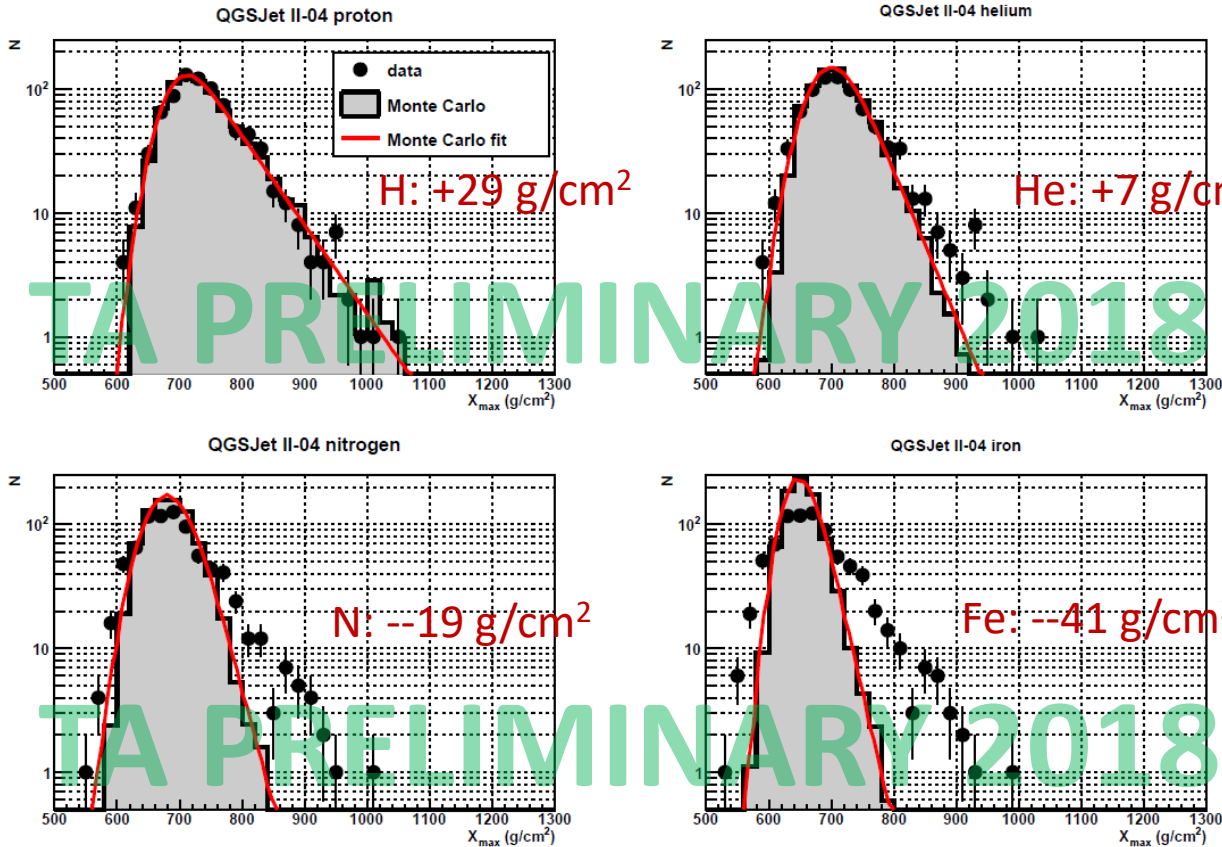 QGSJet II-04 proton
N
data
Monte Carlo
Monte Carlo fit
10²
10
1
H: +29 g/cm²
500 600 700 800 900 1000 1100 1200 1300
X_max (g/cm²)
QGSJet II-04 helium
N
10²
10
1
He: +7 g/cm
500 600 700 800 900 1000 1100 1200 1300
X_max (g/cm²)
TA PRELIMINARY 2018
QGSJet II-04 nitrogen
N
10²
10
1
N: --19 g/cm²
500 600 700 800 900 1000 1100 1200 1300
X_max (g/cm²)
QGSJet II-04 iron
N
10²
10
1
Fe: --41 g/cm
500 600 700 800 900 1000 1100 1200 1300
X_max (g/cm²)
TA PRELIMINARY 2018